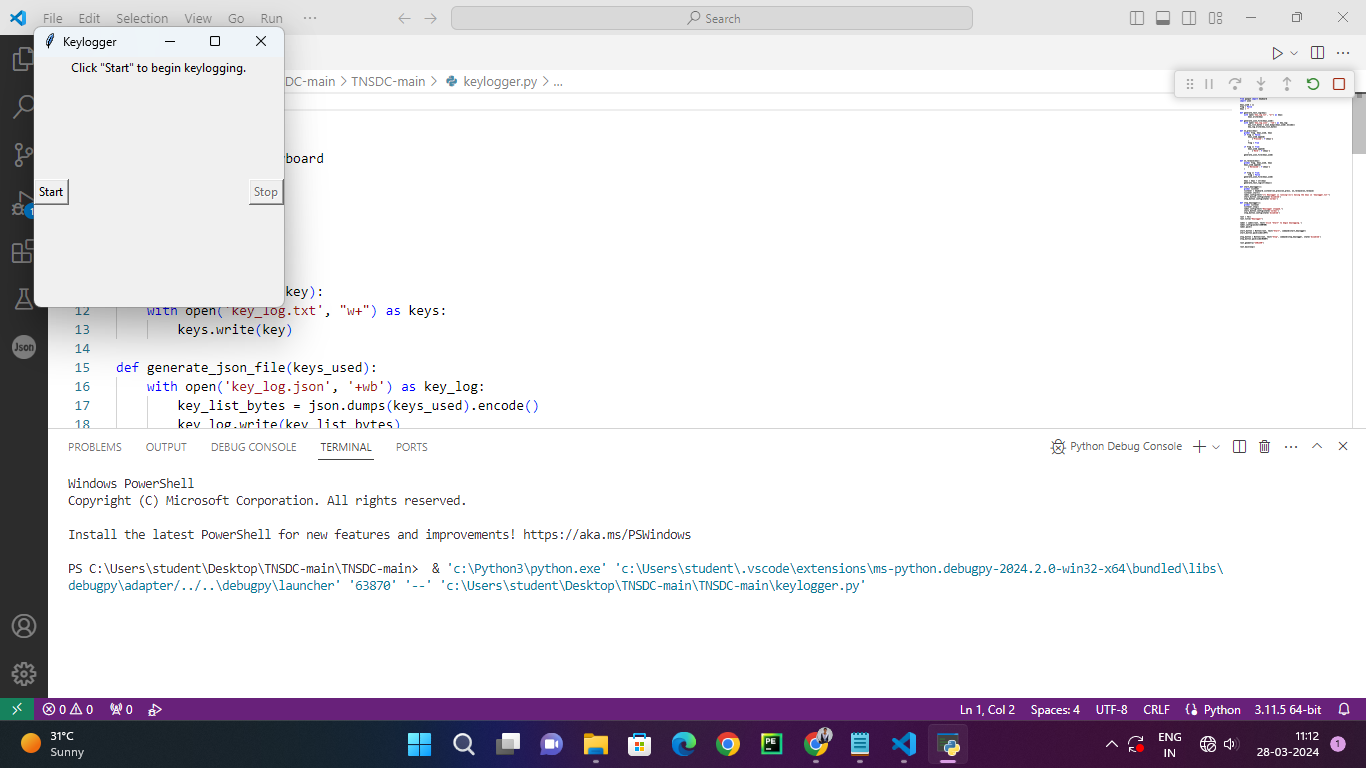 File Edit Selection View Go Run ···
Search
Keylogger
Click "Start" to begin keylogging.
Start
Stop
DC-main > TNSDC-main > keylogger.py > ...
board
key):
12 with open('key_log.txt', "w+") as keys:
13 keys.write(key)
14
15 def generate_json_file(keys_used):
16 with open('key_log.json', '+wb') as key_log:
17 key_list_bytes = json.dumps(keys_used).encode()
18 key_log.write(key_list_bytes)
Json
1
PROBLEMS OUTPUT DEBUG CONSOLE TERMINAL PORTS
Python Debug Console
Windows PowerShell
Copyright (C) Microsoft Corporation. All rights reserved.
Install the latest PowerShell for new features and improvements! https://aka.ms/PSWindows
PS C:\Users\student\Desktop\TNSDC-main\TNSDC-main> & 'c:\Python3\python.exe' 'c:\Users\student\.vscode\extensions\ms-python.debugpy-2024.2.0-win32-x64\bundled\libs\
debugpy\adapter/../..\debugpy\launcher' '63870' '--' 'c:\Users\student\Desktop\TNSDC-main\TNSDC-main\keylogger.py'
0 0 0
Ln 1, Col 2 Spaces: 4 UTF-8 CRLF Python 3.11.5 64-bit
31°C
Sunny
PE
ENG
IN
11:12
28-03-2024
1